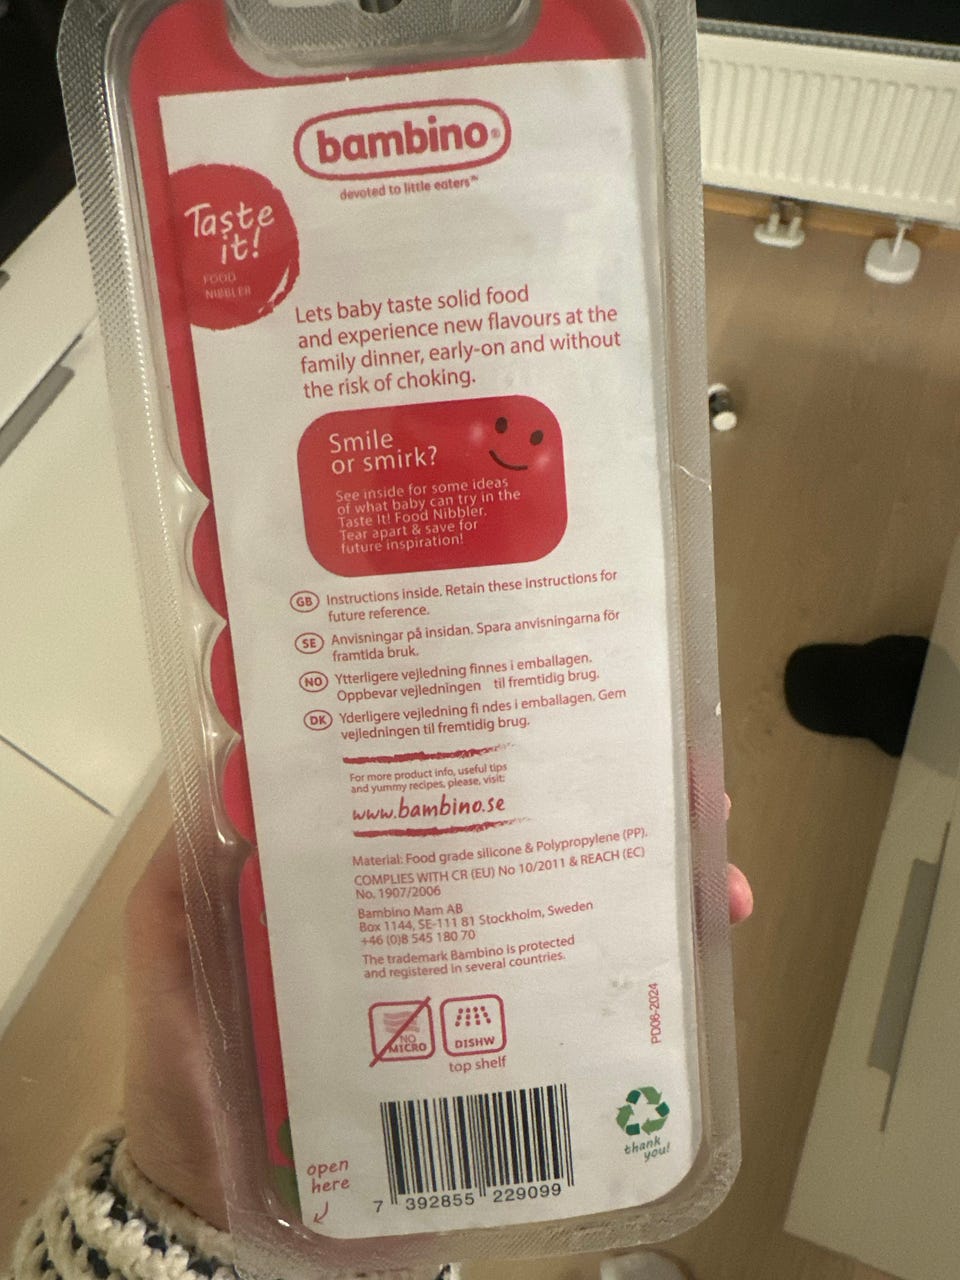 bambino®
devoted to little eaters™
Taste
it!
FOOD
NIBBLER
Lets baby taste solid food
and experience new flavours at the
family dinner, early-on and without
the risk of choking.
Smile
or smirk?
See inside for some ideas
of what baby can try in the
Taste It! Food Nibbler.
Tear apart & save for
future inspiration!
GB Instructions inside. Retain these instructions for
future reference.
SE Anvisningar på insidan. Spara anvisningarna för
framtida bruk.
NO Ytterligere vejledning finnes i emballagen.
Oppbevar vejledningen til fremtidig brug.
DK Yderligere vejledning fi ndes i emballagen. Gem
vejledningen til fremtidig brug.
For more product info, useful tips
and yummy recipes, please, visit:
www.bambino.se
Material: Food grade silicone & Polypropylene (PP).
COMPLIES WITH CR (EU) No 10/2011 & REACH (EC)
No. 1907/2006
Bambino Mam AB
Box 1144, SE-111 81 Stockholm, Sweden
+46 (0)8 545 180 70
The trademark Bambino is protected
and registered in several countries.
PD06-2024
NO
MICRO
DISHW
top shelf
thank
you!
open
here
7 392855 229099